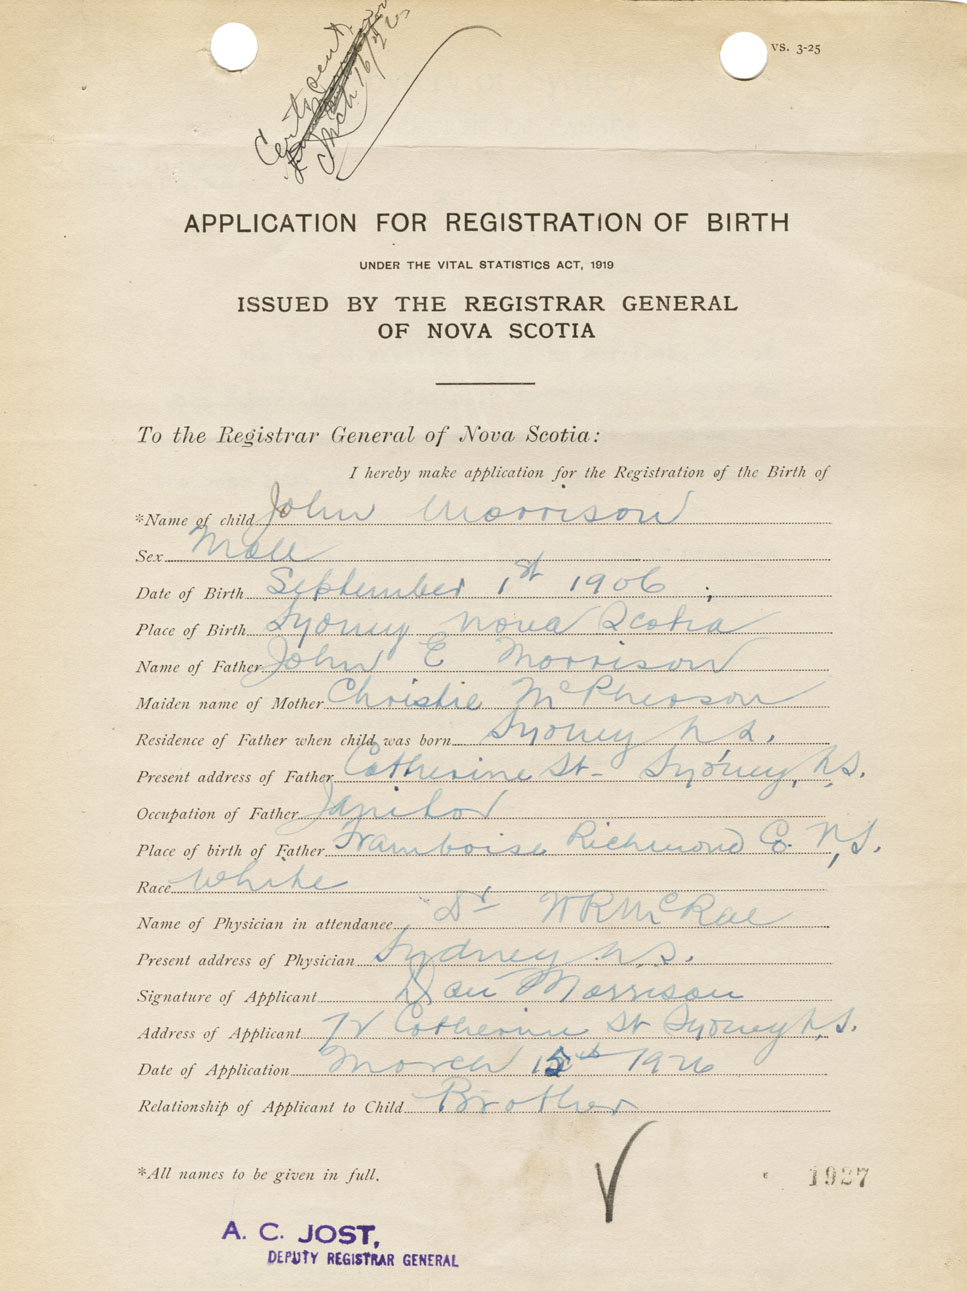 Cert. sent
Mch 16/26
VS. 3-25
APPLICATION FOR REGISTRATION OF BIRTH
UNDER THE VITAL STATISTICS ACT, 1919
ISSUED BY THE REGISTRAR GENERAL
OF NOVA SCOTIA
To the Registrar General of Nova Scotia:
I hereby make application for the Registration of the Birth of
*Name of child John Morrison
Sex Male
Date of Birth September 1st 1906
Place of Birth Sydney Nova Scotia
Name of Father John E Morrison
Maiden name of Mother Christie McPherson
Residence of Father when child was born Sydney N.S.
Present address of Father Catherine St - Sydney, N.S.
Occupation of Father Janitor
Place of birth of Father Framboise Richmond Co. N,S.
Race White
Name of Physician in attendance Dr WR McRae
Present address of Physician Sydney N.S.
Signature of Applicant Dan Morrison
Address of Applicant Catherine St Sydney N.S.
Date of Application March 15th 1926
Relationship of Applicant to Child Brother
*All names to be given in full.
1927
A. C. JOST,
DEPUTY REGISTRAR GENERAL